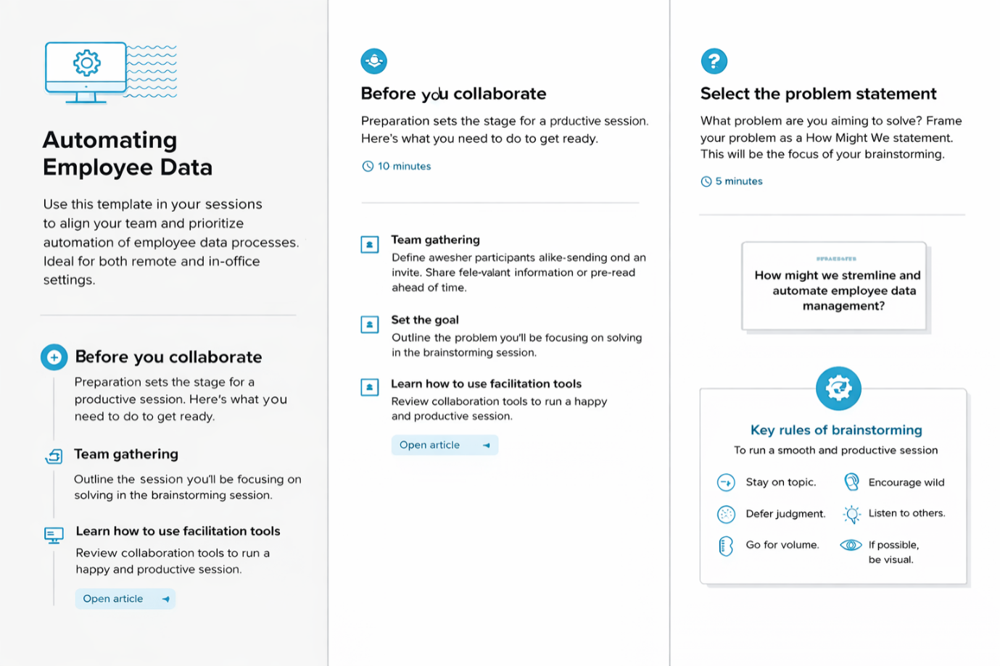 Automating
Employee Data
Use this template in your sessions
to align your team and prioritize
automation of employee data processes.
Ideal for both remote and in-office
settings.
Before you collaborate
Preparation sets the stage for a
productive session. Here's what you
need to do to get ready.
Team gathering
Outline the session you'll be focusing on
solving in the brainstorming session.
Learn how to use facilitation tools
Review collaboration tools to run a
happy and productive session.
Open article
Before you collaborate
Preparation sets the stage for a prductive session.
Here's what you need to do to get ready.
10 minutes
Team gathering
Define awesher participants alike-sending ond an
invite. Share fele-valant information or pre-read
ahead of time.
Set the goal
Outline the problem you'll be focusing on solving
in the brainstorming session.
Learn how to use facilitation tools
Review collaboration tools to run a happy
and productive session.
Open article
Select the problem statement
What problem are you aiming to solve? Frame
your problem as a How Might We statement.
This will be the focus of your brainstorming.
5 minutes
How might we stremline and
automate employee data
management?
Key rules of brainstorming
To run a smooth and productive session
Stay on topic.
Encourage wild
Defer judgment.
Listen to others.
Go for volume.
If possible,
be visual.